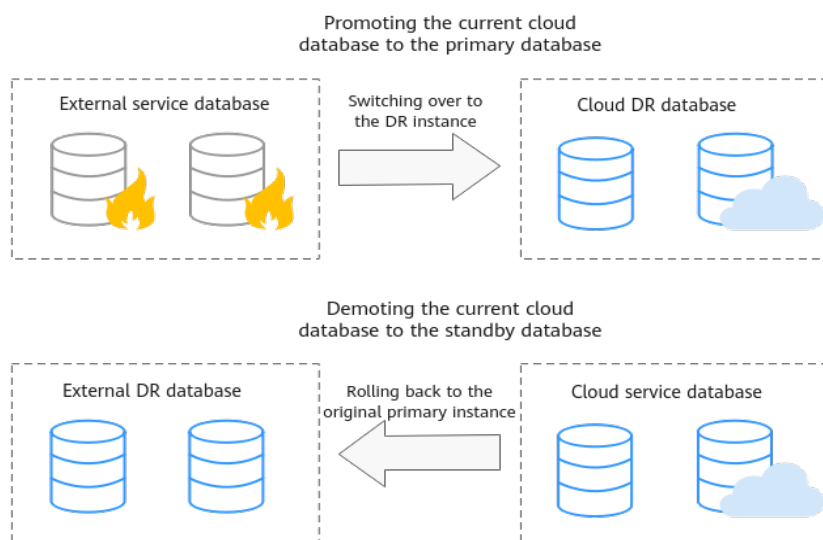 Promoting the current cloud
database to the primary database
External service database
Switching over to
the DR instance
Cloud DR database
Demoting the current cloud
database to the standby database
External DR database
Rolling back to the
original primary instance
Cloud service database